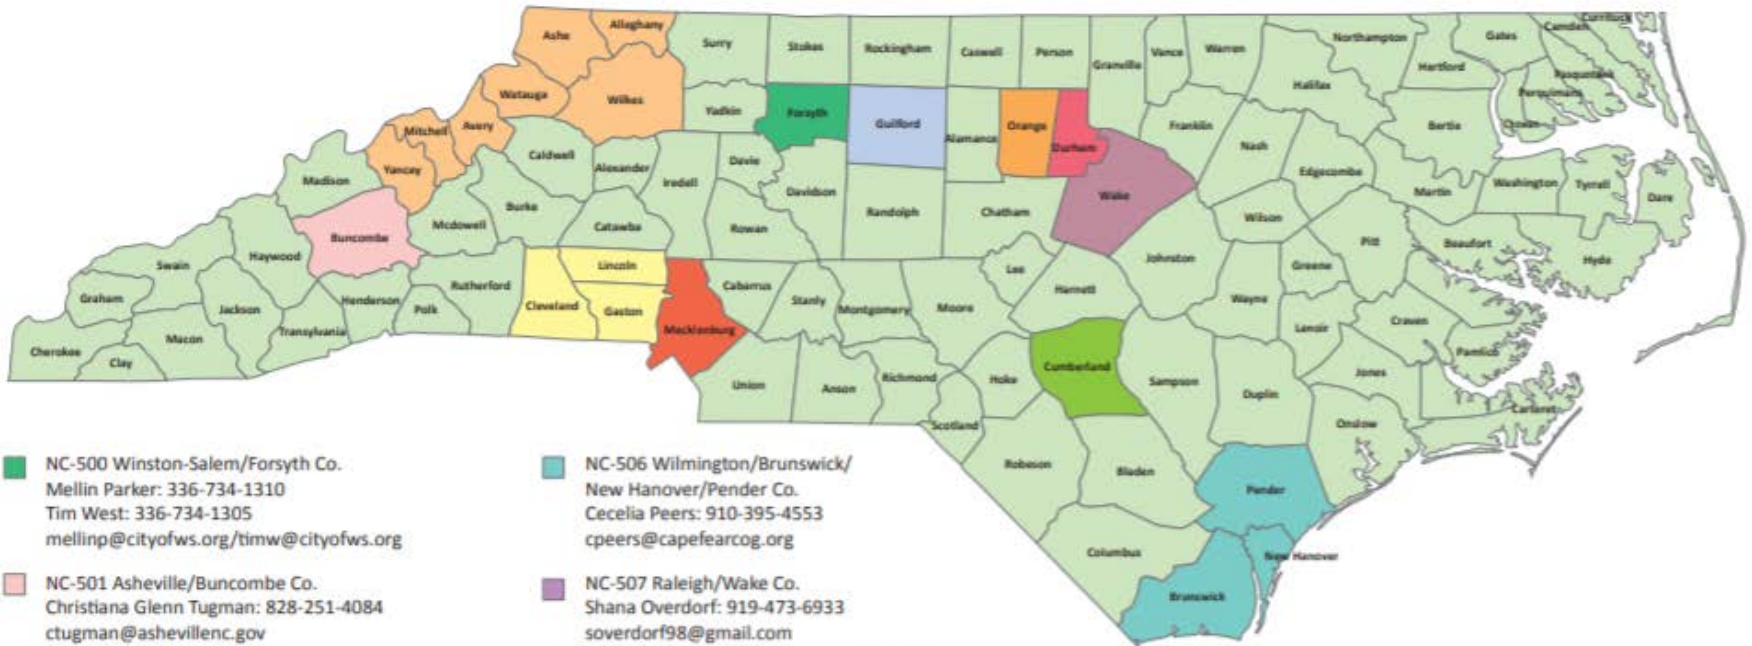 Ashe
Alleghany
Surry
Stokes
Rockingham
Caswell
Person
Granville
Vance
Warren
Northampton
Gates
Camden
Currituck
Hertford
Halifax
Pasquotank
Perquimans
Watauga
Wilkes
Yadkin
Forsyth
Guilford
Alamance
Orange
Durham
Franklin
Bertie
Chowan
Mitchell
Avery
Nash
Edgecombe
Caldwell
Alexander
Davie
Iredell
Yancey
Madison
Davidson
Wake
Martin
Washington
Tyrrell
Dare
Burke
Randolph
Chatham
Wilson
Mcdowell
Catawba
Rowan
Buncombe
Pitt
Beaufort
Haywood
Swain
Lincoln
Johnston
Greene
Hyde
Lee
Rutherford
Cabarrus
Harnett
Graham
Henderson
Jackson
Polk
Cleveland
Gaston
Stanly
Montgomery
Moore
Wayne
Lenoir
Craven
Transylvania
Macon
Mecklenburg
Cherokee
Clay
Pamlico
Cumberland
Union
Anson
Richmond
Hoke
Sampson
Duplin
Jones
Carteret
Scotland
Onslow
Robeson
Bladen
Pender
Columbus
New Hanover
Brunswick
NC-500 Winston-Salem/Forsyth Co.
Mellin Parker: 336-734-1310
Tim West: 336-734-1305
mellinp@cityofws.org/timw@cityofws.org
NC-501 Asheville/Buncombe Co.
Christiana Glenn Tugman: 828-251-4084
ctugman@ashevillenc.gov
NC-506 Wilmington/Brunswick/
New Hanover/Pender Co.
Cecelia Peers: 910-395-4553
cpeers@capefearcog.org
NC-507 Raleigh/Wake Co.
Shana Overdorf: 919-473-6933
soverdorf98@gmail.com